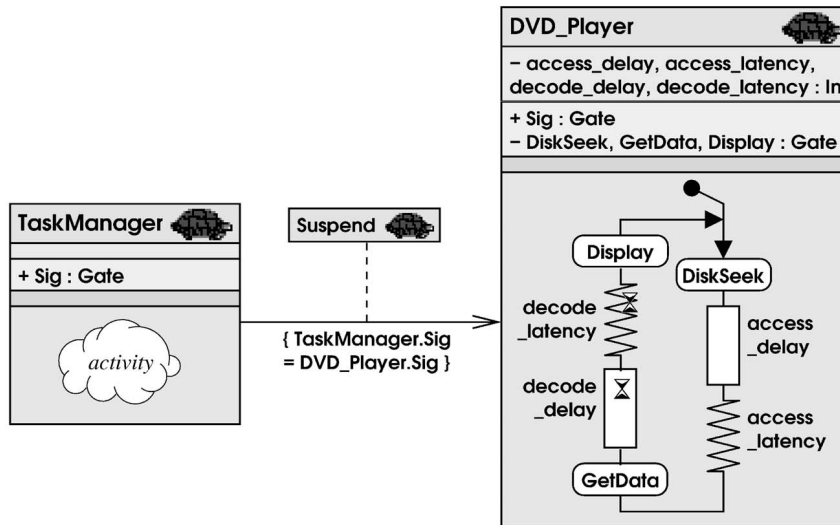 DVD_Player
– access_delay, access_latency,
decode_delay, decode_latency : In
+ Sig : Gate
– DiskSeek, GetData, Display : Gate
TaskManager
+ Sig : Gate
activity
Suspend
{ TaskManager.Sig
= DVD_Player.Sig }
Display
DiskSeek
decode
_latency
access
_delay
decode
_delay
access
_latency
GetData